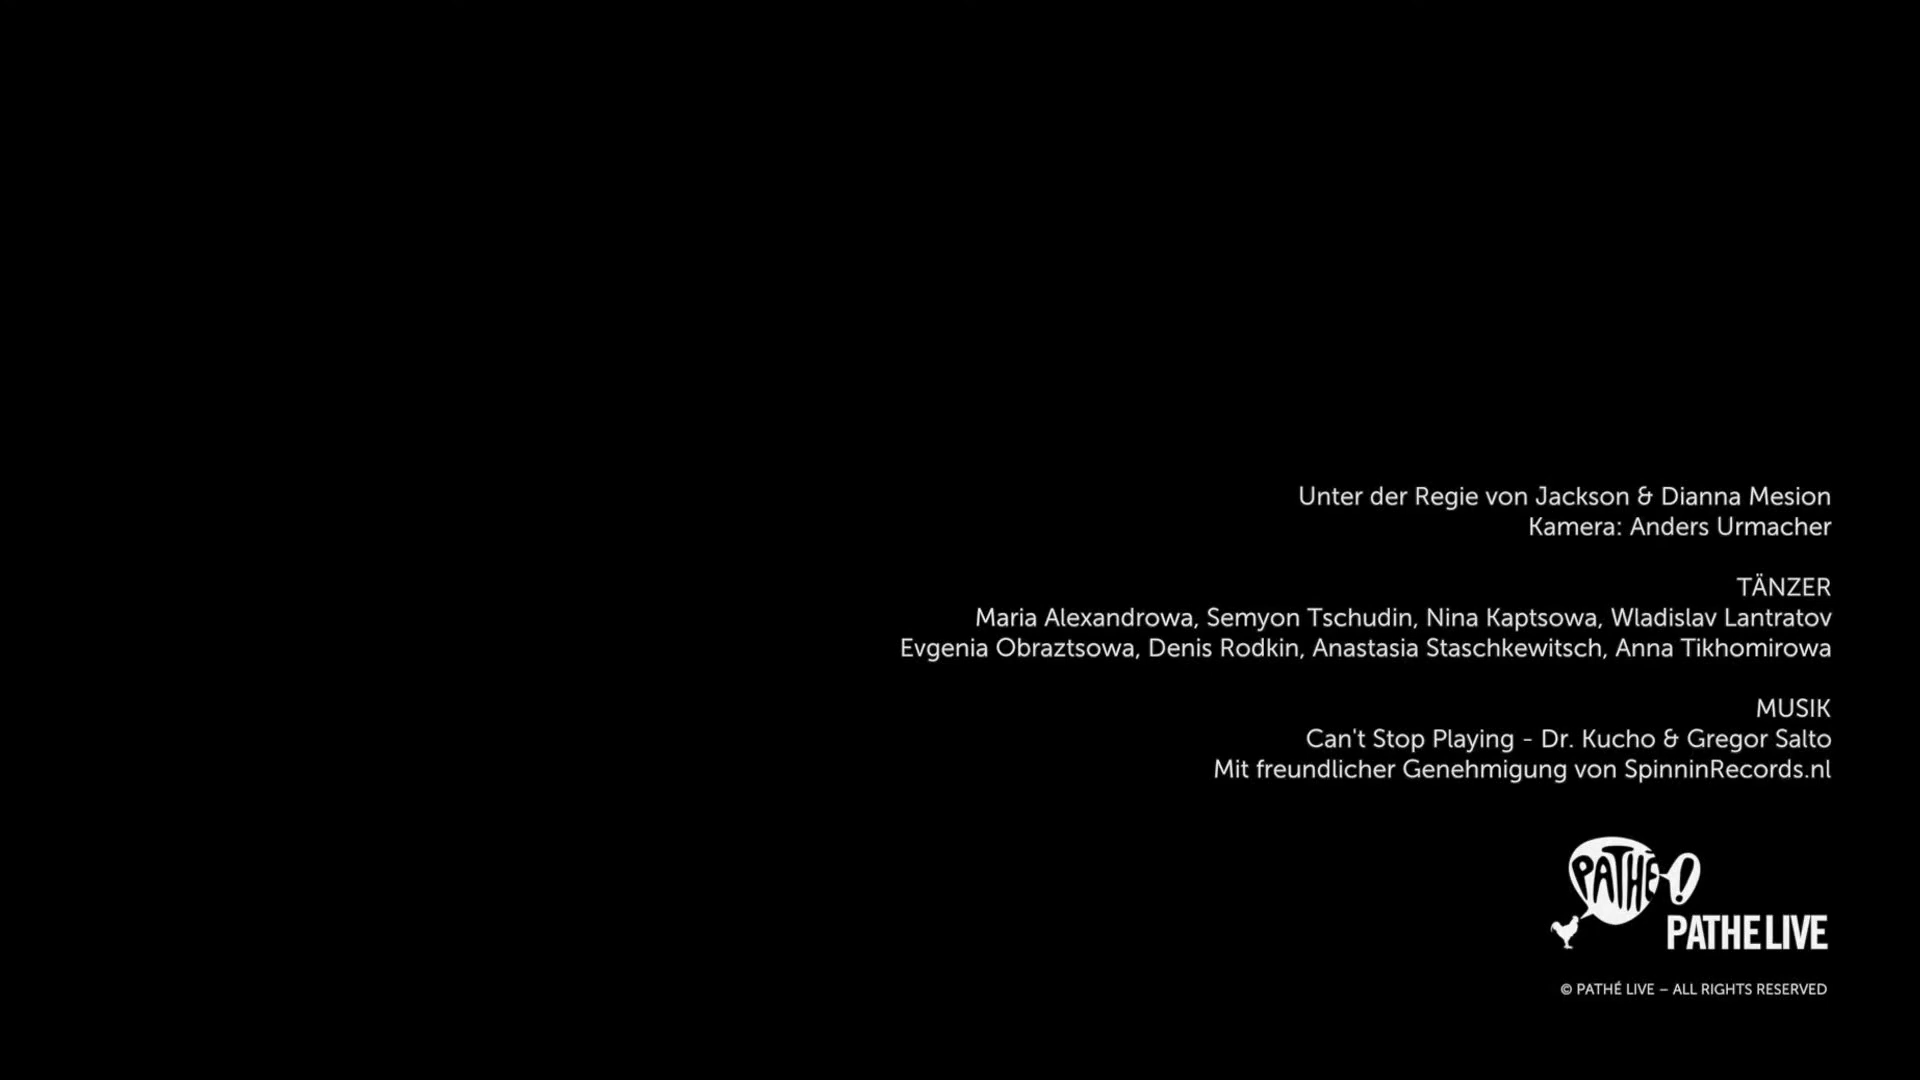 Unter der Regie von Jackson & Dianna Mesion
Kamera: Anders Urmacher
TÄNZER
Maria Alexandrowa, Semyon Tschudin, Nina Kaptsowa, Wladislav Lantratov
Evgenia Obraztsowa, Denis Rodkin, Anastasia Staschkewitsch, Anna Tikhomirowa
MUSIK
Can't Stop Playing - Dr. Kucho & Gregor Salto
Mit freundlicher Genehmigung von SpinninRecords.nl
PATHE!
PATHE LIVE
© PATHÉ LIVE – ALL RIGHTS RESERVED